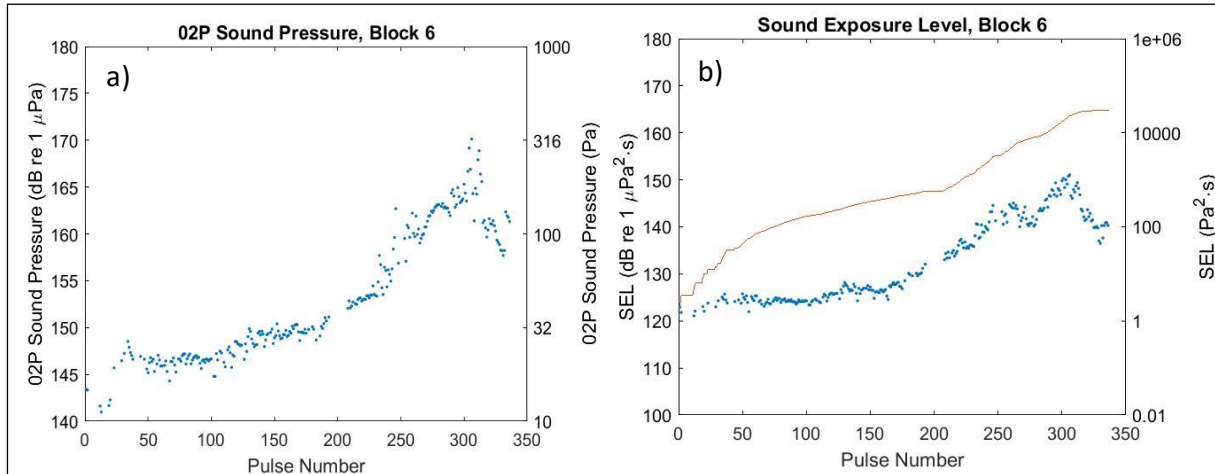 02P Sound Pressure, Block 6
a)
02P Sound Pressure (dB re 1 μPa)
180
175
170
165
160
155
150
145
140
1000
316
100
32
10
02P Sound Pressure (Pa)
0 50 100 150 200 250 300 350
Pulse Number
Sound Exposure Level, Block 6
b)
SEL (dB re 1 μPa²·s)
180
170
160
150
140
130
120
110
100
1e+06
10000
100
1
0.01
SEL (Pa²·s)
0 50 100 150 200 250 300 350
Pulse Number